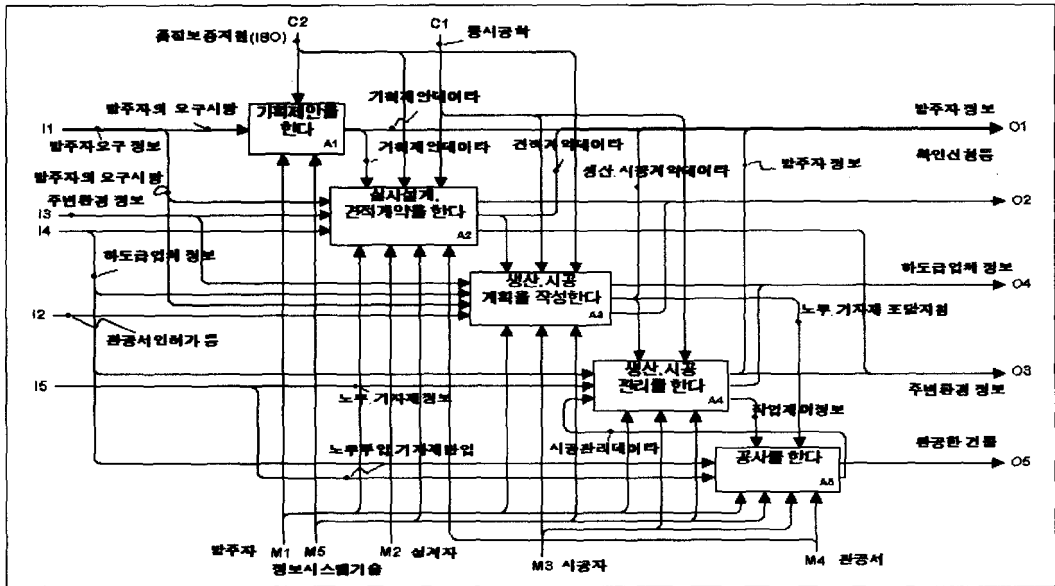 C2
C1
품질보증지원(ISO)
동시공학
발주자의 요구사항
기획제안를
한다
A1
기획제안데이타
발주자 정보
I1
O1
발주자요구 정보
기획제안데이타
견적계약데이타
확인신청등
생산.시공계약데이타
발주자 정보
발주자의 요구사항
주변환경 정보
실시설계.
견적계약를 한다
A2
I3
O2
I4
하도급업체 정보
생산.시공
계획을 작성한다
A3
하도급업체 정보
O4
노무.기자재 조달지원
I2
관공서인허가 등
생산.시공
관리를 한다
A4
I5
O3
노무.기자재정보
주변환경 정보
작업제어정보
시공관리데이타
노무투입.기자재반입
공사를 한다
A5
완공한 건물
O5
발주자
M1
M5
M2 설계자
정보시스템기술
M3 시공자
M4 관공서